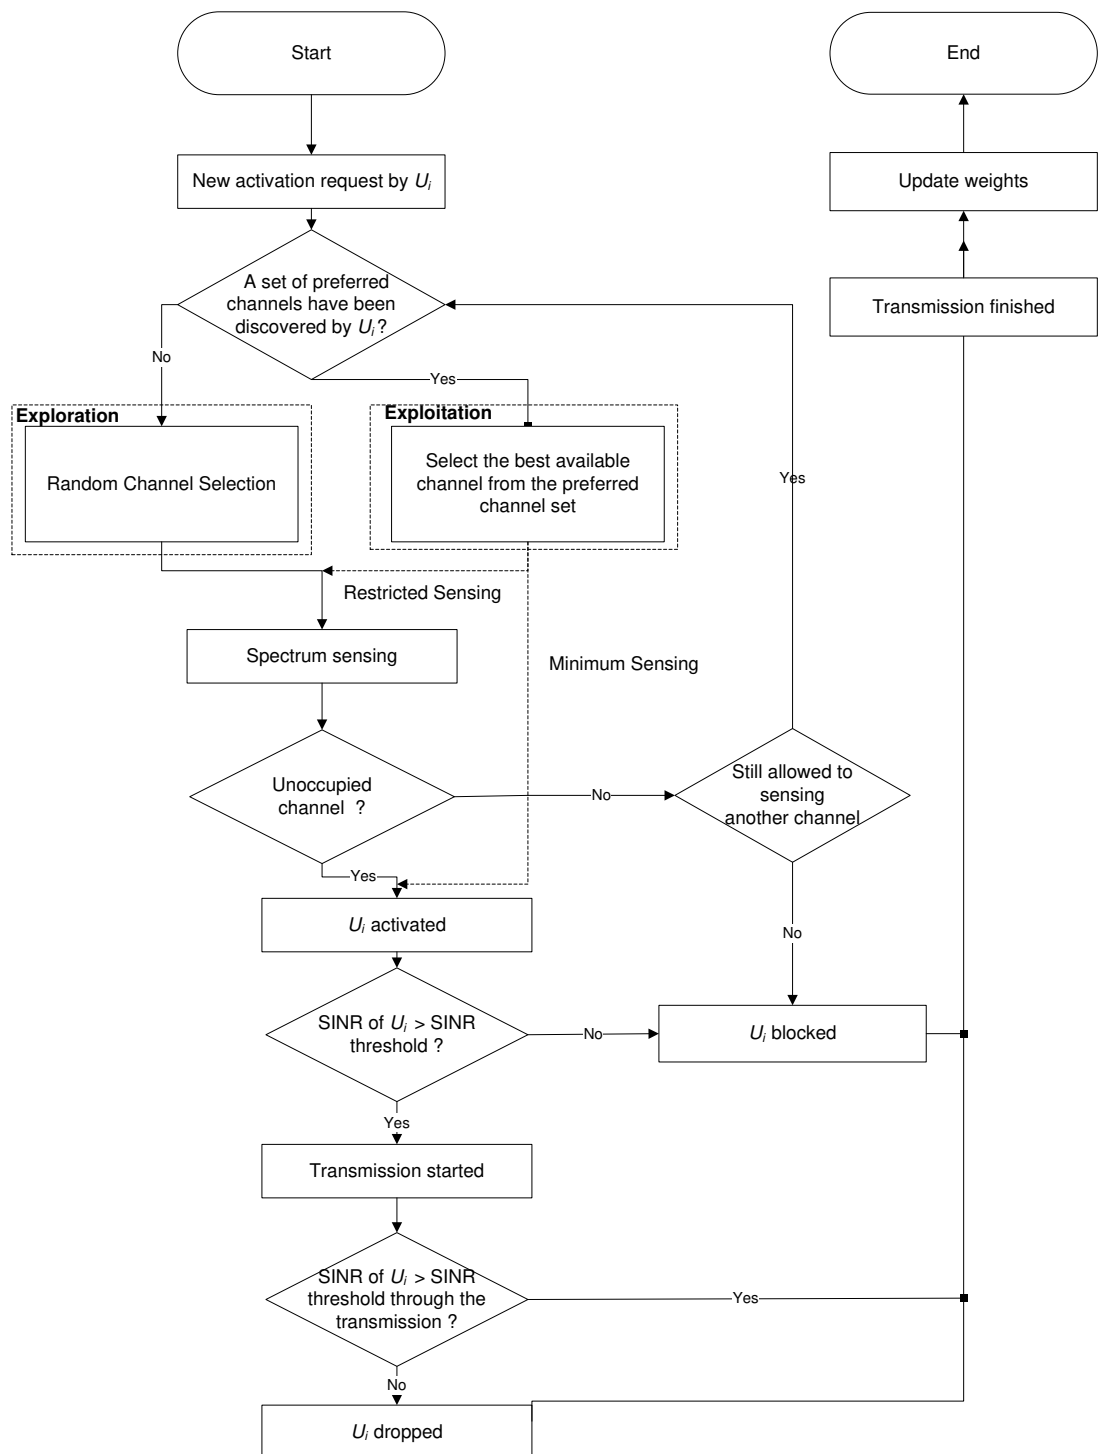 Start
End
New activation request by Ui
Update weights
A set of preferred
channels have been
discovered by Ui?
Transmission finished
No
Yes
Exploration
Exploitation
Random Channel Selection
Select the best available
channel from the preferred
channel set
Yes
Restricted Sensing
Spectrum sensing
Minimum Sensing
Unoccupied
channel ?
No
Still allowed to
sensing
another channel
Yes
Ui activated
No
SINR of Ui > SINR
threshold ?
No
Ui blocked
Yes
Transmission started
SINR of Ui > SINR
threshold through the
transmission ?
Yes
No
Ui dropped